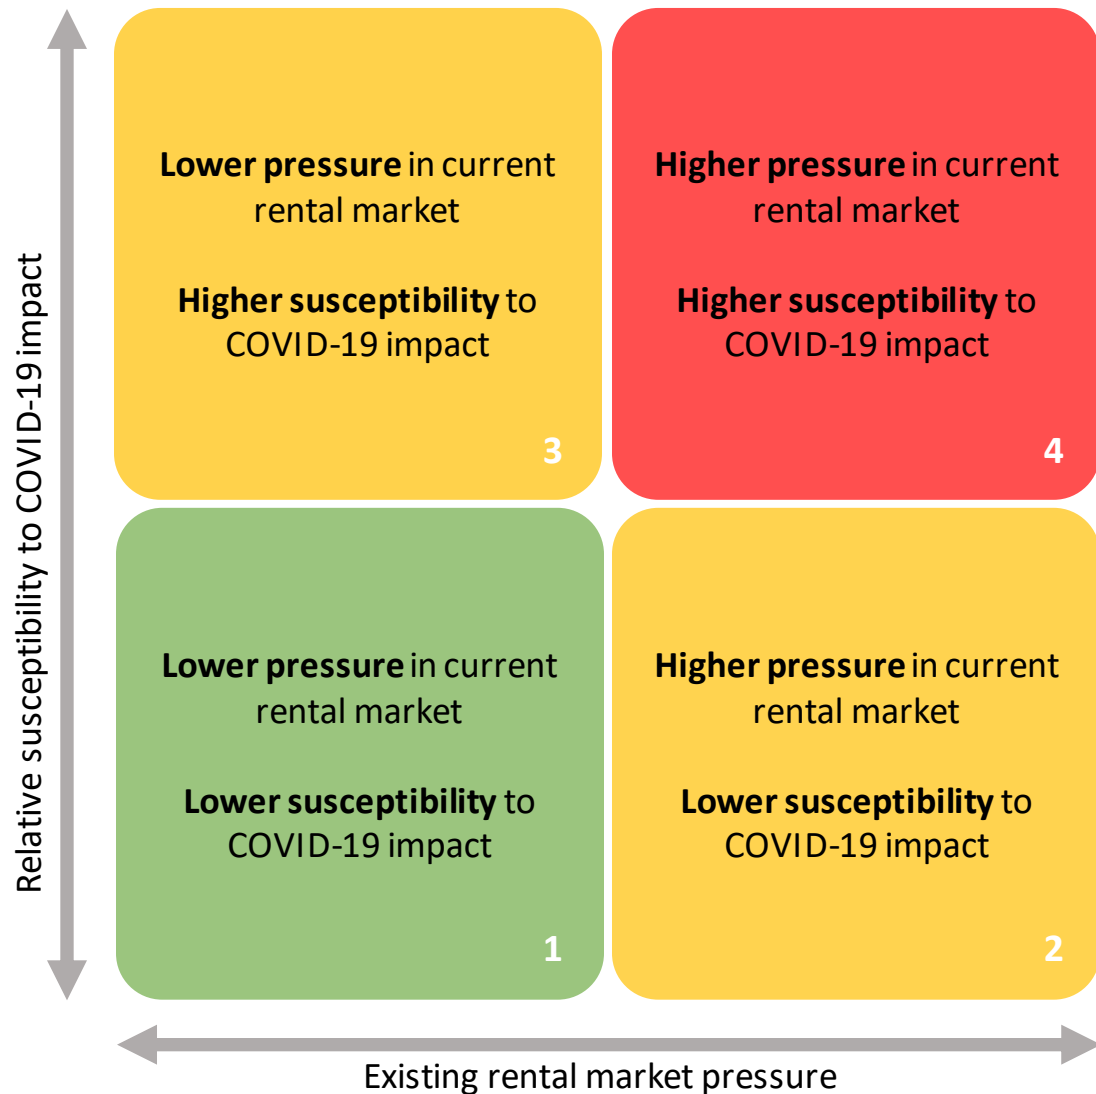 Relative susceptibility to COVID-19 impact
Lower pressure in current
rental market
Higher susceptibility to
COVID-19 impact
3
Higher pressure in current
rental market
Higher susceptibility to
COVID-19 impact
4
Lower pressure in current
rental market
Lower susceptibility to
COVID-19 impact
1
Higher pressure in current
rental market
Lower susceptibility to
COVID-19 impact
2
Existing rental market pressure